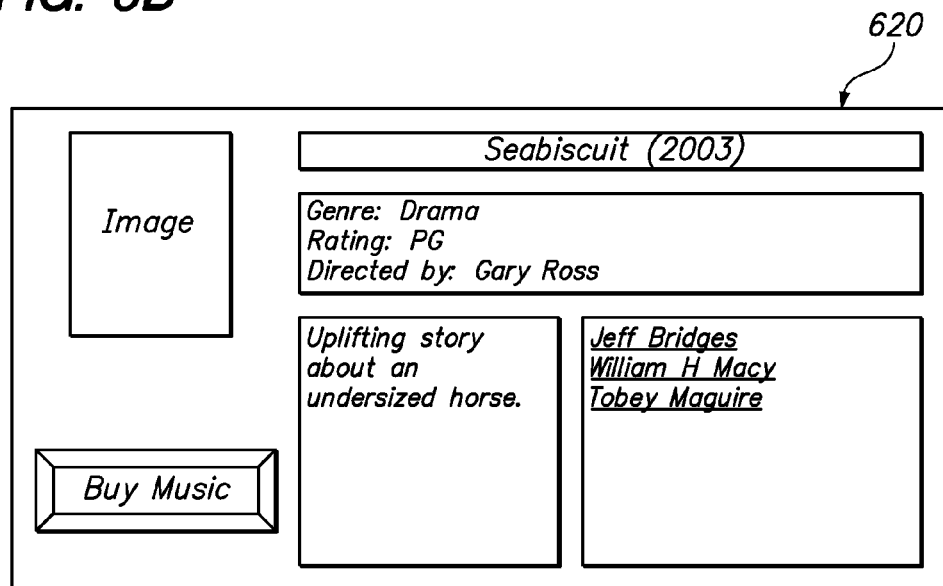 620
Seabiscuit (2003)
Image
Genre: Drama
Rating: PG
Directed by: Gary Ross
Uplifting story
about an
undersized horse.
Jeff Bridges
William H Macy
Tobey Maguire
Buy Music